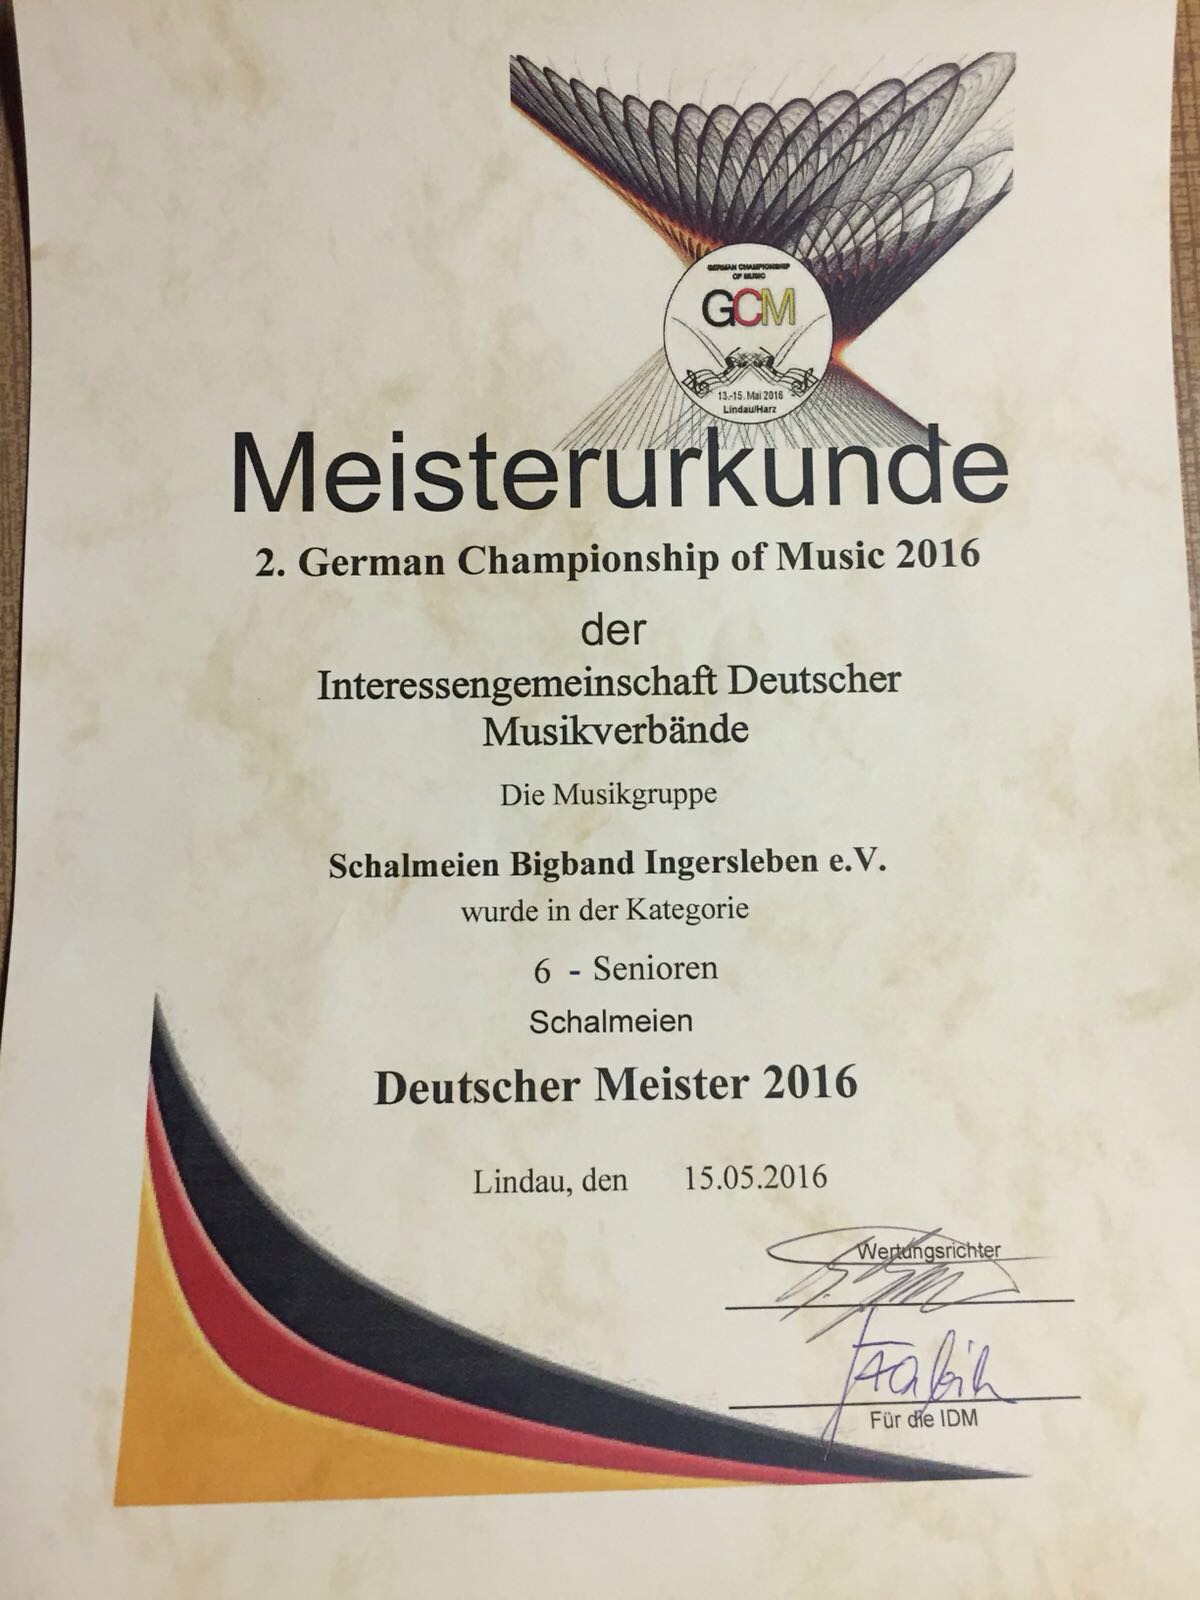 GERMAN CHAMPIONSHIP
OF MUSIC
GCM
13.-15. Mai 2016
Lindau/Harz
Meisterurkunde
2. German Championship of Music 2016
der
Interessengemeinschaft Deutscher
Musikverbände
Die Musikgruppe
Schalmeien Bigband Ingersleben e.V.
wurde in der Kategorie
6 - Senioren
Schalmeien
Deutscher Meister 2016
Lindau, den 15.05.2016
Wertungsrichter
Für die IDM